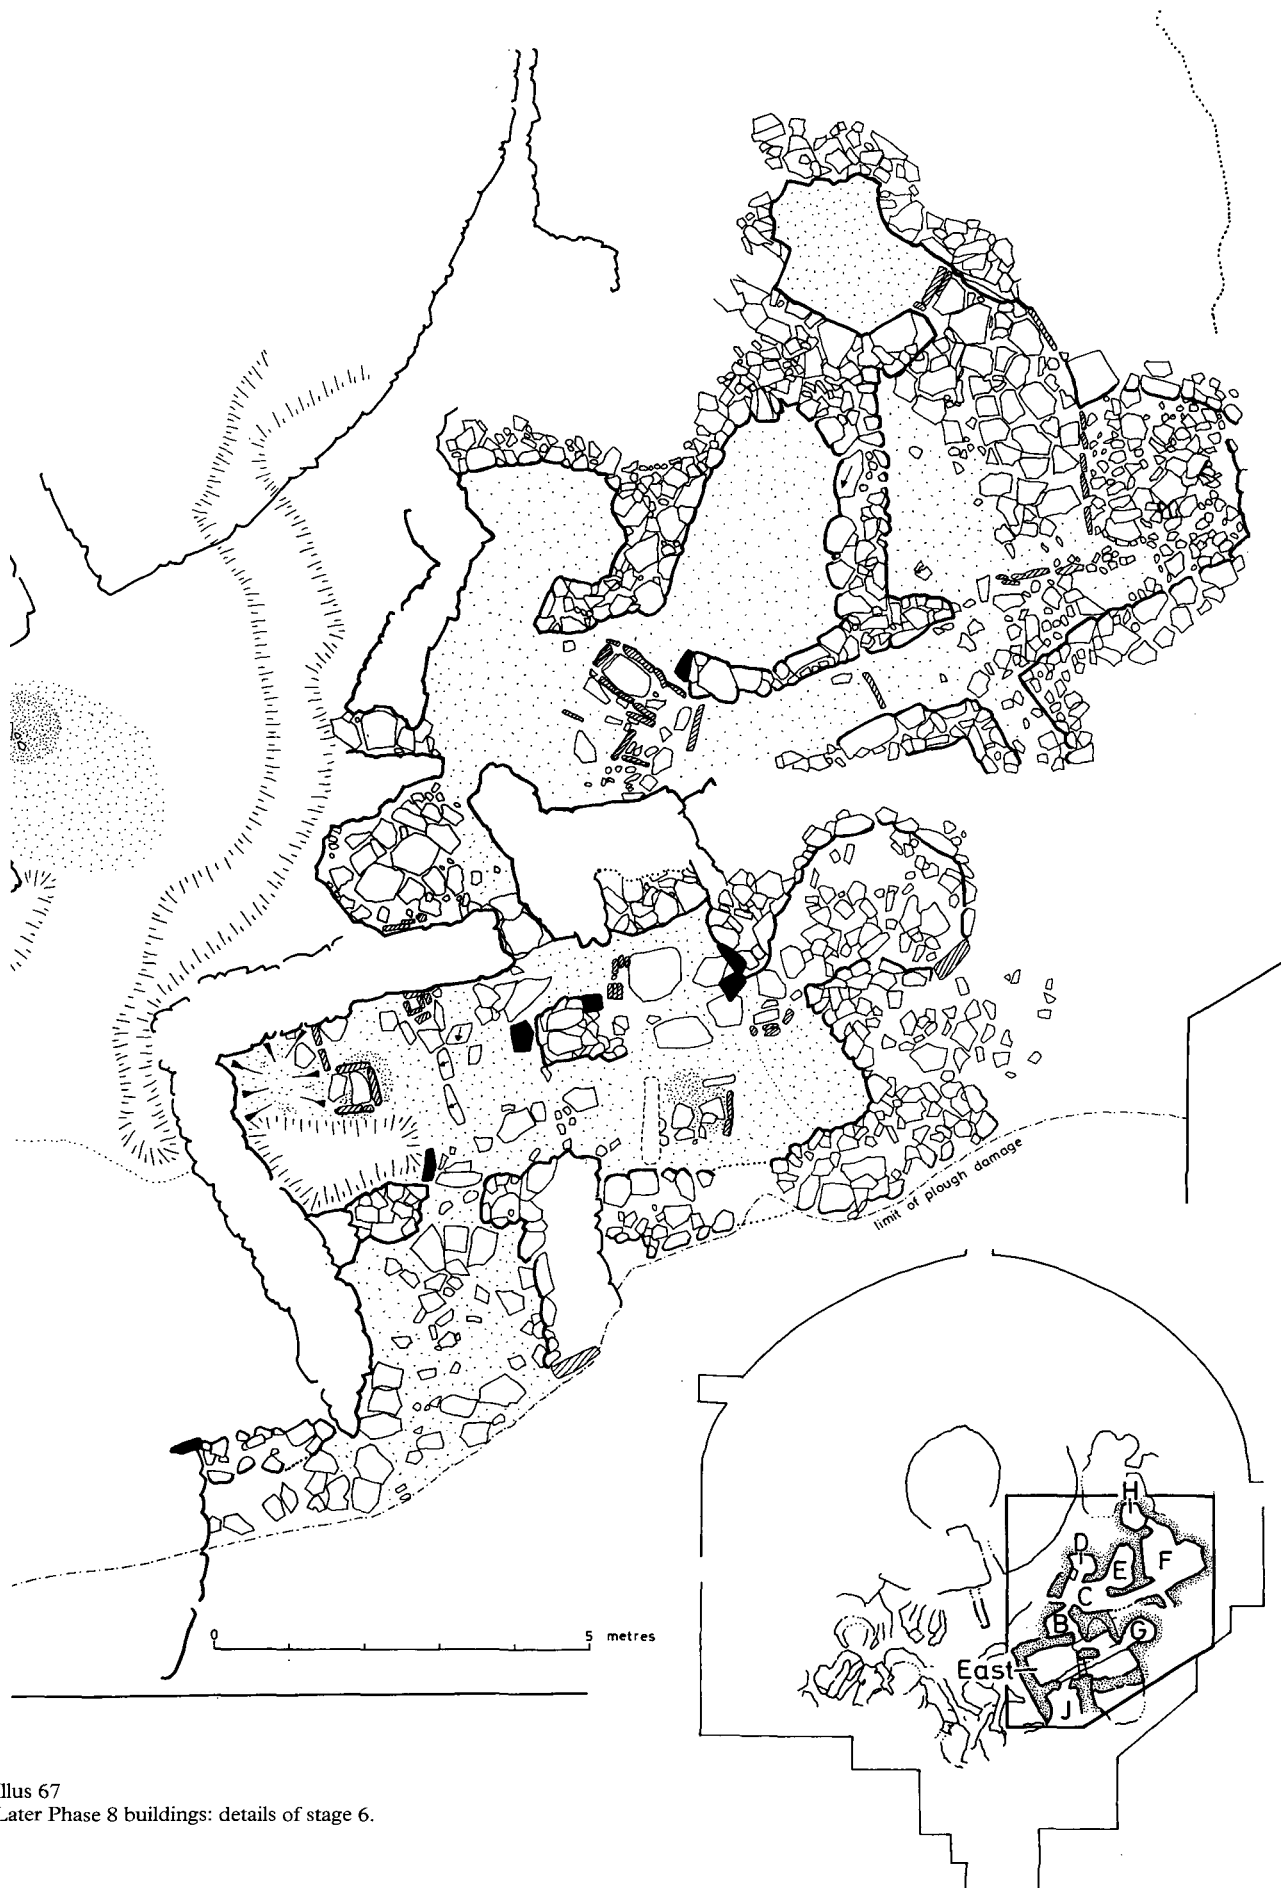 limit of plough damage
H
D
E
F
C
B
G
East
J
0 5 metres
llus 67
Later Phase 8 buildings: details of stage 6.